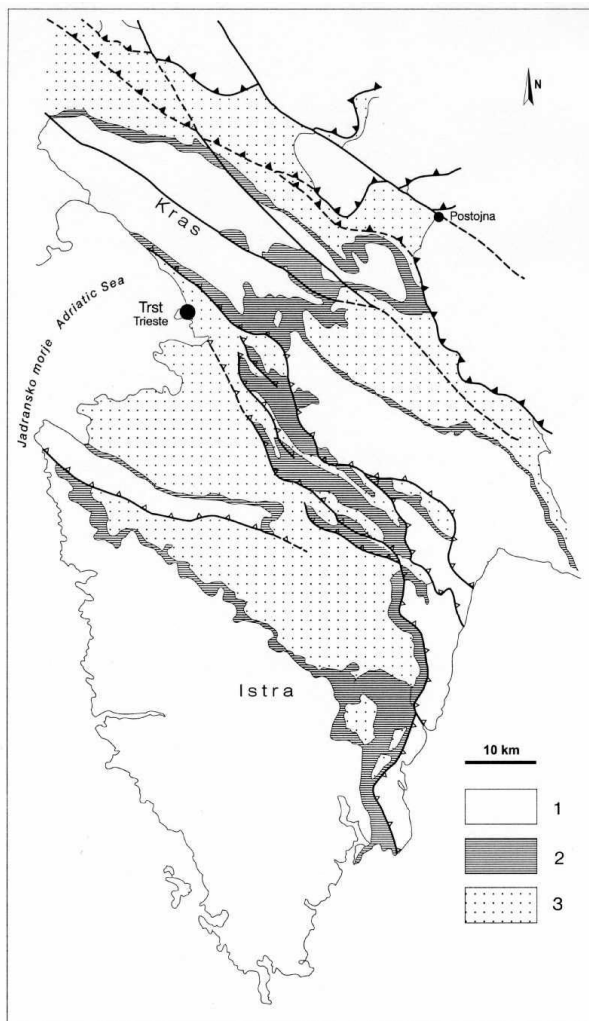 N
Postojna
Kras
Trst
Trieste
Jadransko morje Adriatic Sea
Istra
10 km
1
2
3